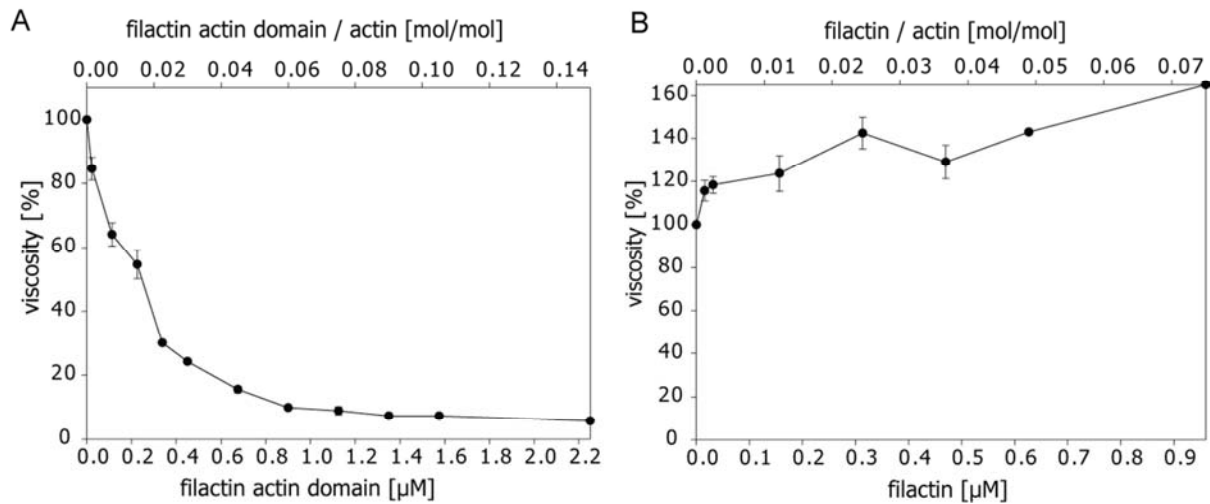 A
filactin actin domain / actin [mol/mol]
0.00 0.02 0.04 0.06 0.08 0.10 0.12 0.14
viscosity [%]
100
80
60
40
20
0
0.0 0.2 0.4 0.6 0.8 1.0 1.2 1.4 1.6 1.8 2.0 2.2
filactin actin domain [µM]
B
filactin / actin [mol/mol]
0.00 0.01 0.02 0.03 0.04 0.05 0.06 0.07
viscosity [%]
160
140
120
100
80
60
40
20
0
0.0 0.1 0.2 0.3 0.4 0.5 0.6 0.7 0.8 0.9
filactin [µM]